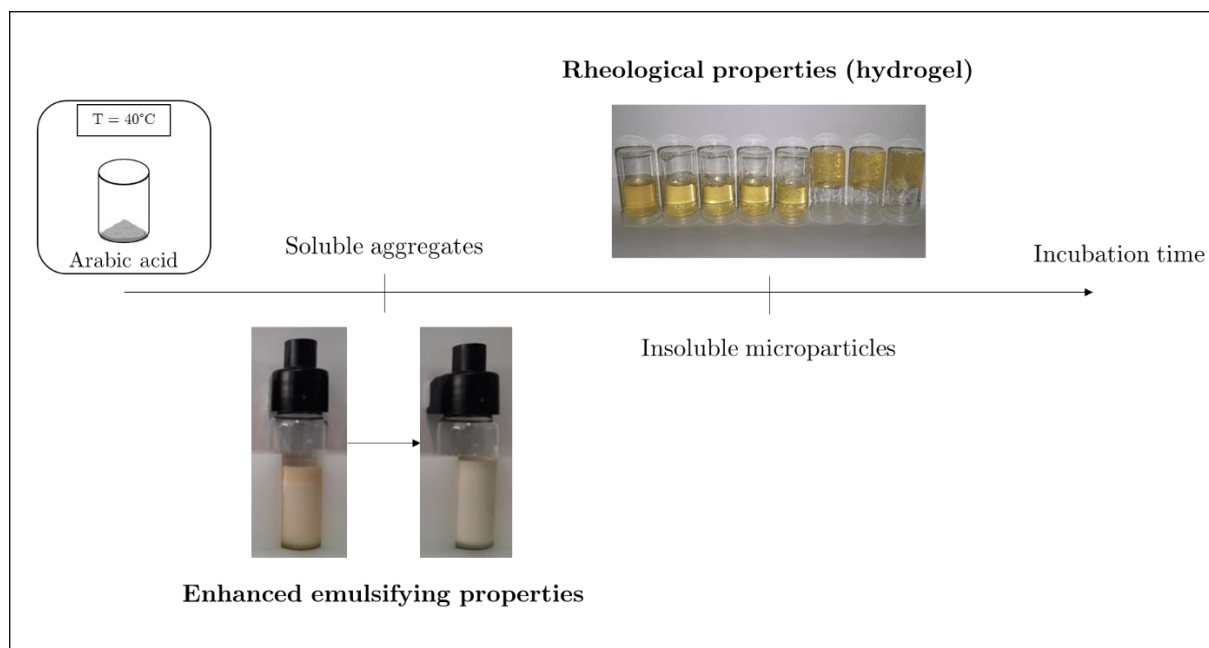 Rheological properties (hydrogel)
T = 40°C
Arabic acid
Soluble aggregates
Incubation time
Insoluble microparticles
Enhanced emulsifying properties